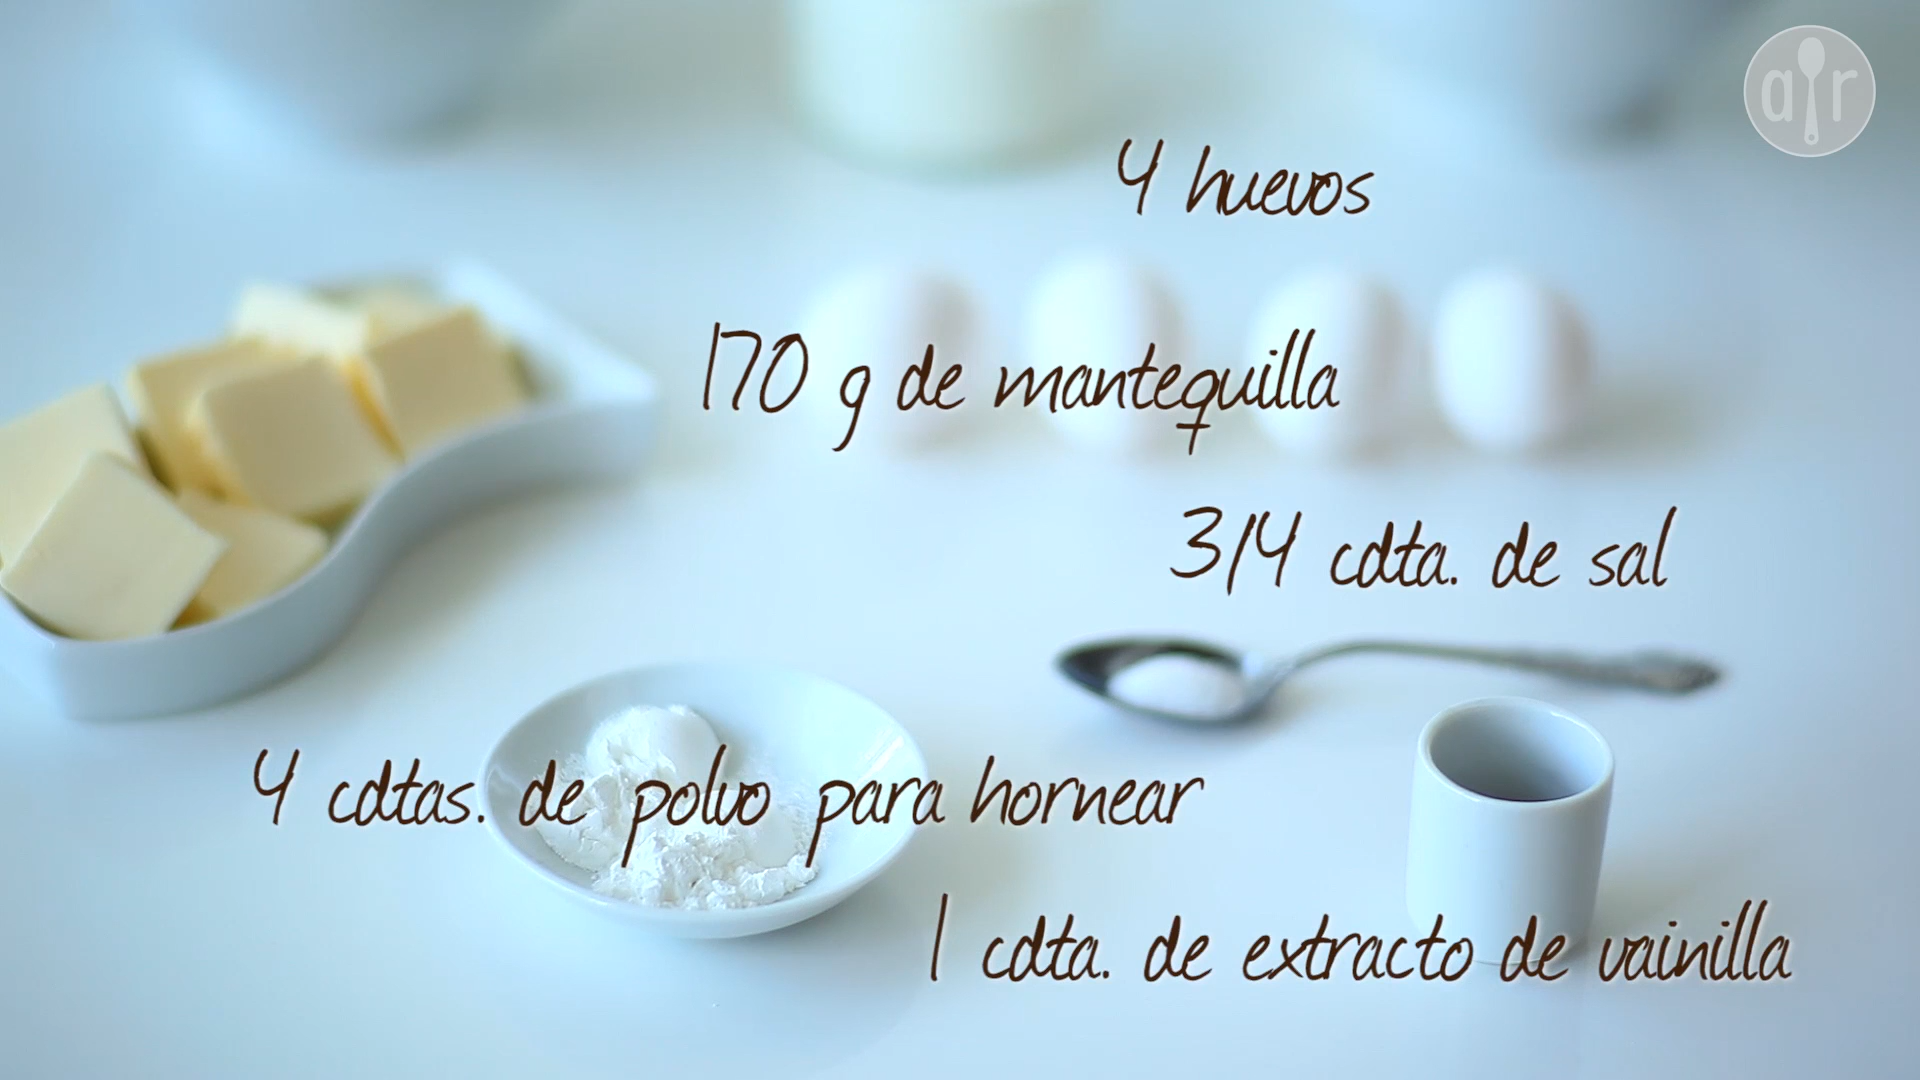 air
4 huevos
170 g de mantequilla
3/4 cdta. de sal
4 cdtas. de polvo para hornear
1 cdta. de extracto de vainilla